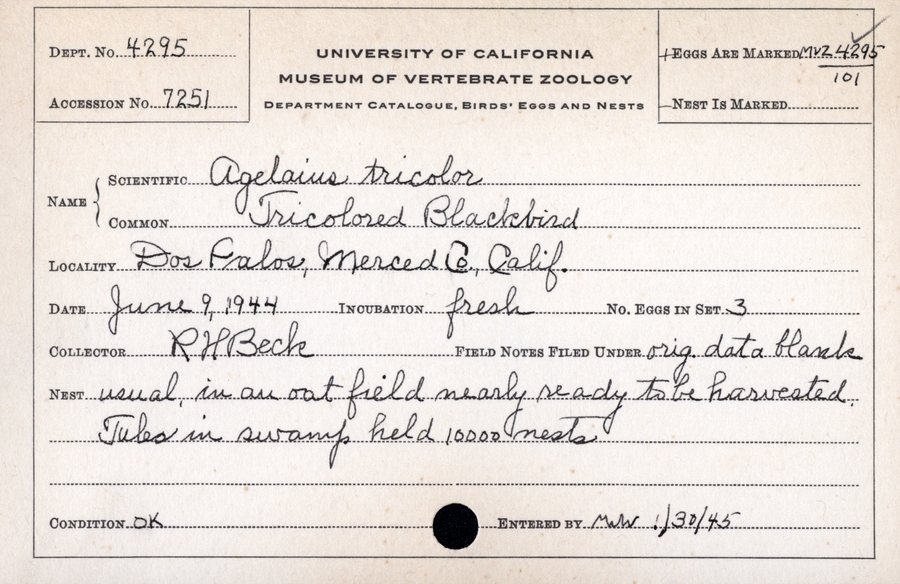 DEPT. NO. 4295
ACCESSION NO. 7251
UNIVERSITY OF CALIFORNIA
MUSEUM OF VERTEBRATE ZOOLOGY
DEPARTMENT CATALOGUE, BIRDS' EGGS AND NESTS
EGGS ARE MARKED MVZ 4295
101
NEST IS MARKED
NAME
SCIENTIFIC Agelaius tricolor
COMMON Tricolored Blackbird
LOCALITY Dos Palos, Merced Co., Calif.
DATE June 9, 1944 INCUBATION fresh NO. EGGS IN SET 3
COLLECTOR R H Beck FIELD NOTES FILED UNDER orig. data blank
NEST usual, in an oat field nearly ready to be harvested.
Tules in swamp held 10000 nests
CONDITION OK ENTERED BY 1/30/45